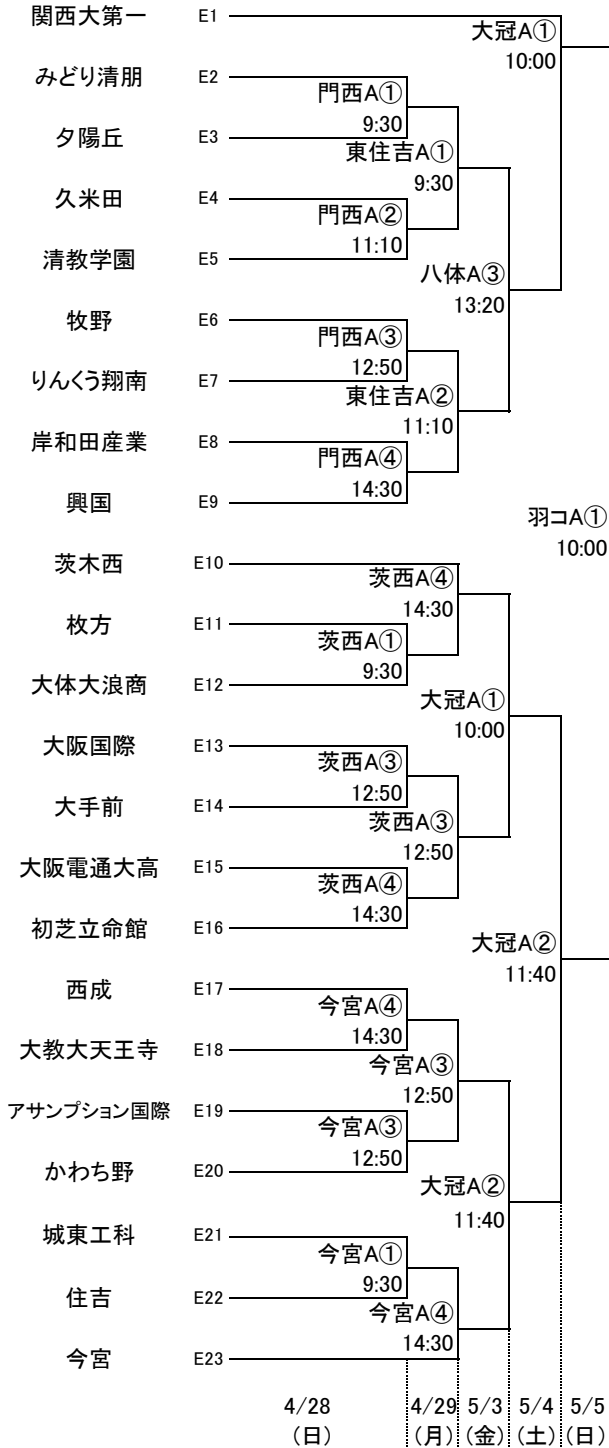 関西大第一 E1
大冠A①
10:00
みどり清朋 E2
門西A①
9:30
夕陽丘 E3
東住吉A①
9:30
久米田 E4
門西A②
11:10
清教学園 E5
八体A③
13:20
牧野 E6
門西A③
12:50
りんくう翔南 E7
東住吉A②
11:10
岸和田産業 E8
門西A④
14:30
興国 E9
羽コA①
10:00
茨木西 E10
茨西A④
14:30
枚方 E11
茨西A①
9:30
大体大浪商 E12
大冠A①
10:00
大阪国際 E13
茨西A③
12:50
大手前 E14
茨西A③
12:50
大阪電通大高 E15
茨西A④
14:30
初芝立命館 E16
大冠A②
11:40
西成 E17
今宮A④
14:30
大教大天王寺 E18
今宮A③
12:50
アサンプション国際 E19
今宮A③
12:50
かわち野 E20
大冠A②
11:40
城東工科 E21
今宮A①
9:30
住吉 E22
今宮A④
14:30
今宮 E23
4/28 4/29 5/3 5/4 5/5
(日) (月) (金) (土) (日)